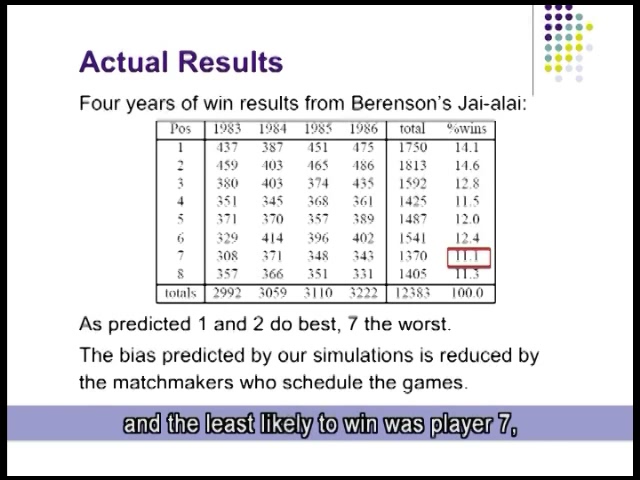 Actual Results
Four years of win results from Berenson's Jai-alai:
Pos 1983 1984 1985 1986 total %wins
1 437 387 451 475 1750 14.1
2 459 403 465 486 1813 14.6
3 380 403 374 435 1592 12.8
4 351 345 368 361 1425 11.5
5 371 370 357 389 1487 12.0
6 329 414 396 402 1541 12.4
7 308 371 348 343 1370 11.1
8 357 366 351 331 1405 11.3
totals 2992 3059 3110 3222 12383 100.0
As predicted 1 and 2 do best, 7 the worst.
The bias predicted by our simulations is reduced by
the matchmakers who schedule the games.
and the least likely to win was player 7,